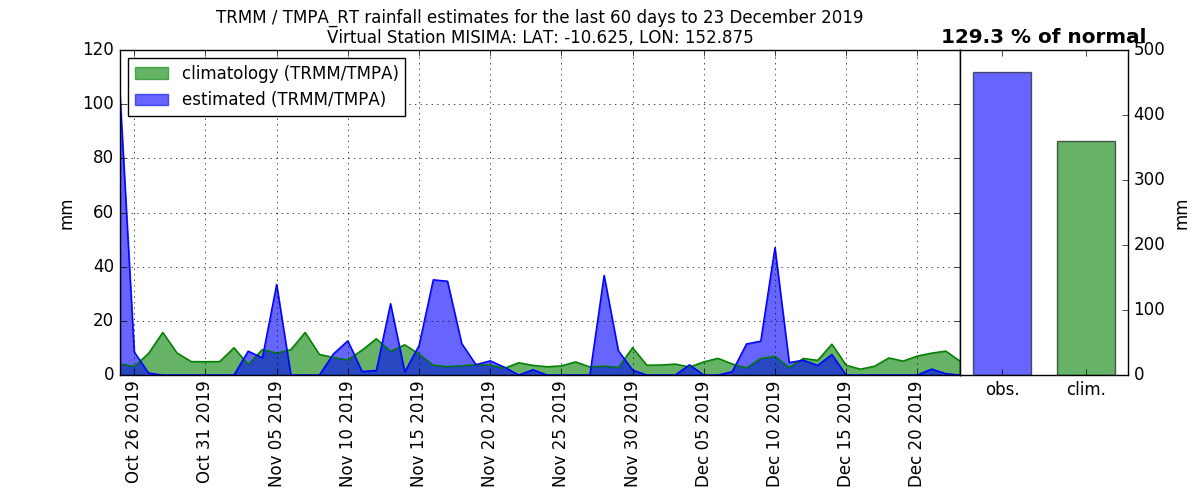 TRMM / TMPA_RT rainfall estimates for the last 60 days to 23 December 2019
Virtual Station MISIMA: LAT: -10.625, LON: 152.875
129.3 % of normal
climatology (TRMM/TMPA)
estimated (TRMM/TMPA)
120
100
80
60
40
20
0
mm
Oct 26 2019
Oct 31 2019
Nov 05 2019
Nov 10 2019
Nov 15 2019
Nov 20 2019
Nov 25 2019
Nov 30 2019
Dec 05 2019
Dec 10 2019
Dec 15 2019
Dec 20 2019
500
400
300
200
100
0
mm
obs.
clim.